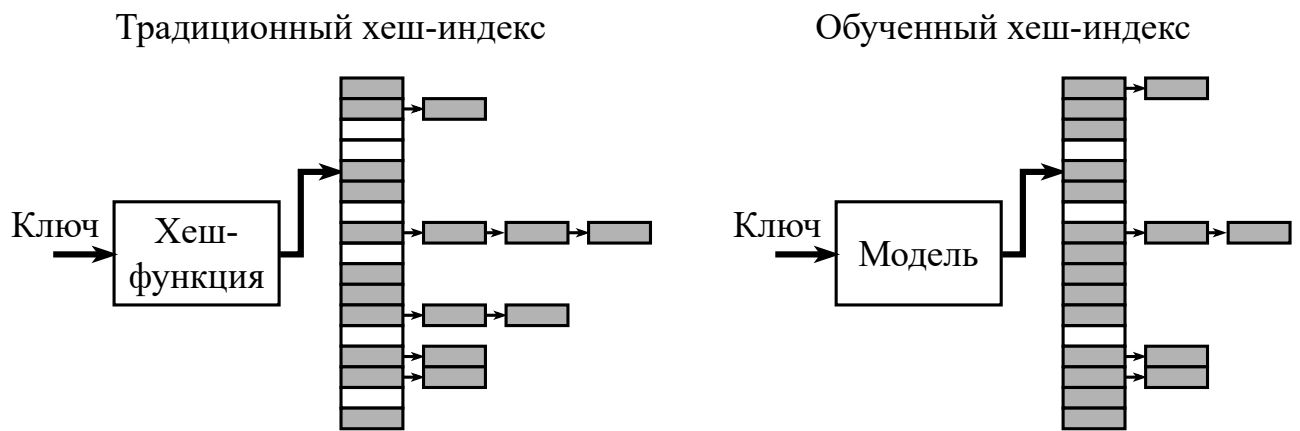 Традиционный хеш-индекс
Обученный хеш-индекс
Ключ
Хеш-
функция
Ключ
Модель